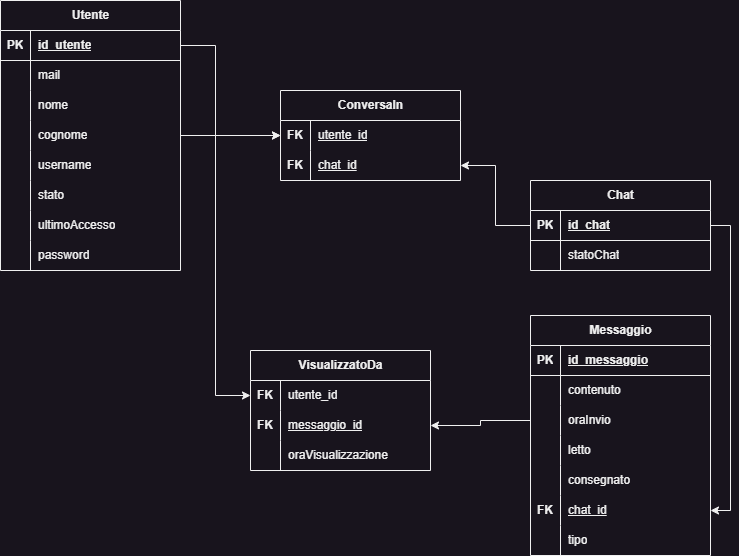 Utente
PK id_utente
mail
nome
cognome
username
stato
ultimoAccesso
password
ConversaIn
FK utente_id
FK chat_id
Chat
PK id_chat
statoChat
VisualizzatoDa
FK utente_id
FK messaggio_id
oraVisualizzazione
Messaggio
PK id_messaggio
contenuto
oraInvio
letto
consegnato
FK chat_id
tipo